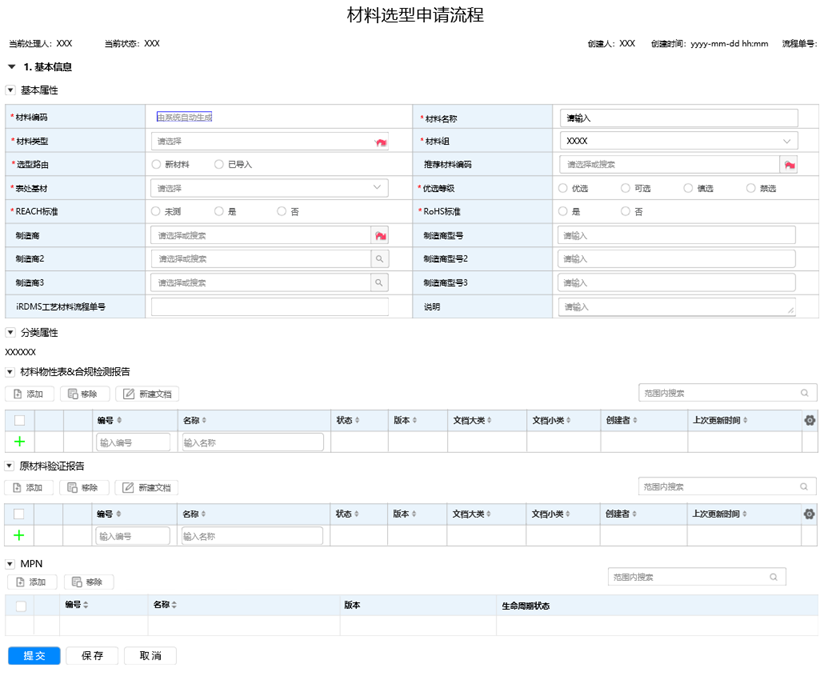 材料选型申请流程
当前处理人：XXX 当前状态：XXX 创建人：XXX 创建时间：yyyy-mm-dd hh:mm 流程单号:
1. 基本信息
基本属性
*材料编码 由系统自动生成 *材料名称 请输入
*材料类型 请选择 *材料组 XXXX
*选型路由 新材料 已导入 推荐材料编码 请选择或搜索
*表处基材 请选择 *优选等级 优选 可选 慎选 禁选
*REACH标准 未测 是 否 *RoHS标准 是 否
制造商 请选择或搜索 制造商型号 请输入
制造商2 请选择或搜索 制造商型号2 请输入
制造商3 请选择或搜索 制造商型号3 请输入
iRDMS工艺材料流程单号 说明 请输入
分类属性
XXXXXX
材料物性表&合规检测报告
添加 移除 新建文档 范围内搜索
编号 名称 状态 版本 文档大类 文档小类 创建者 上次更新时间
输入编号 输入名称
原材料验证报告
添加 移除 新建文档 范围内搜索
编号 名称 状态 版本 文档大类 文档小类 创建者 上次更新时间
输入编号 输入名称
MPN
添加 移除 范围内搜索
编号 名称 版本 生命周期状态
提交 保存 取消